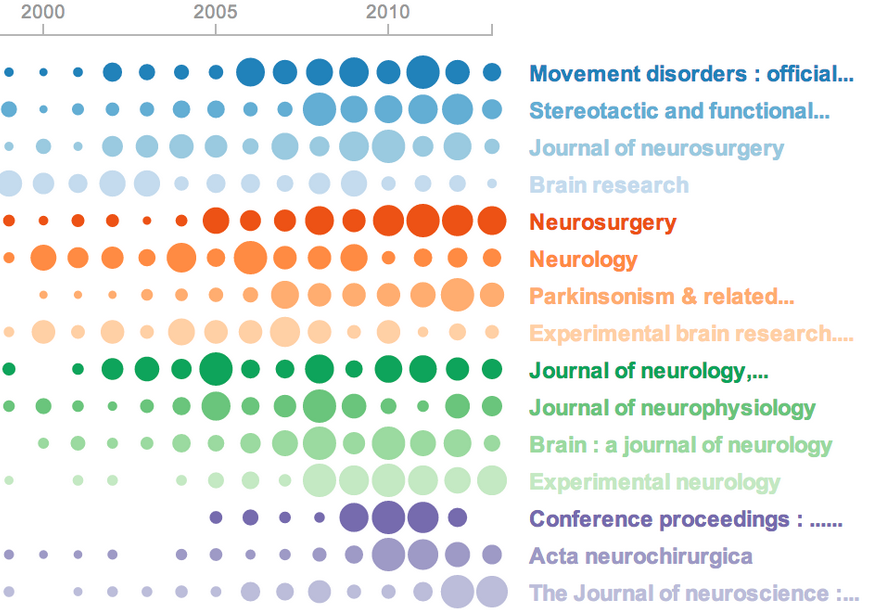 2000 2005 2010
Movement disorders : official...
Stereotactic and functional...
Journal of neurosurgery
Brain research
Neurosurgery
Neurology
Parkinsonism & related...
Experimental brain research....
Journal of neurology,...
Journal of neurophysiology
Brain : a journal of neurology
Experimental neurology
Conference proceedings : ......
Acta neurochirurgica
The Journal of neuroscience :...